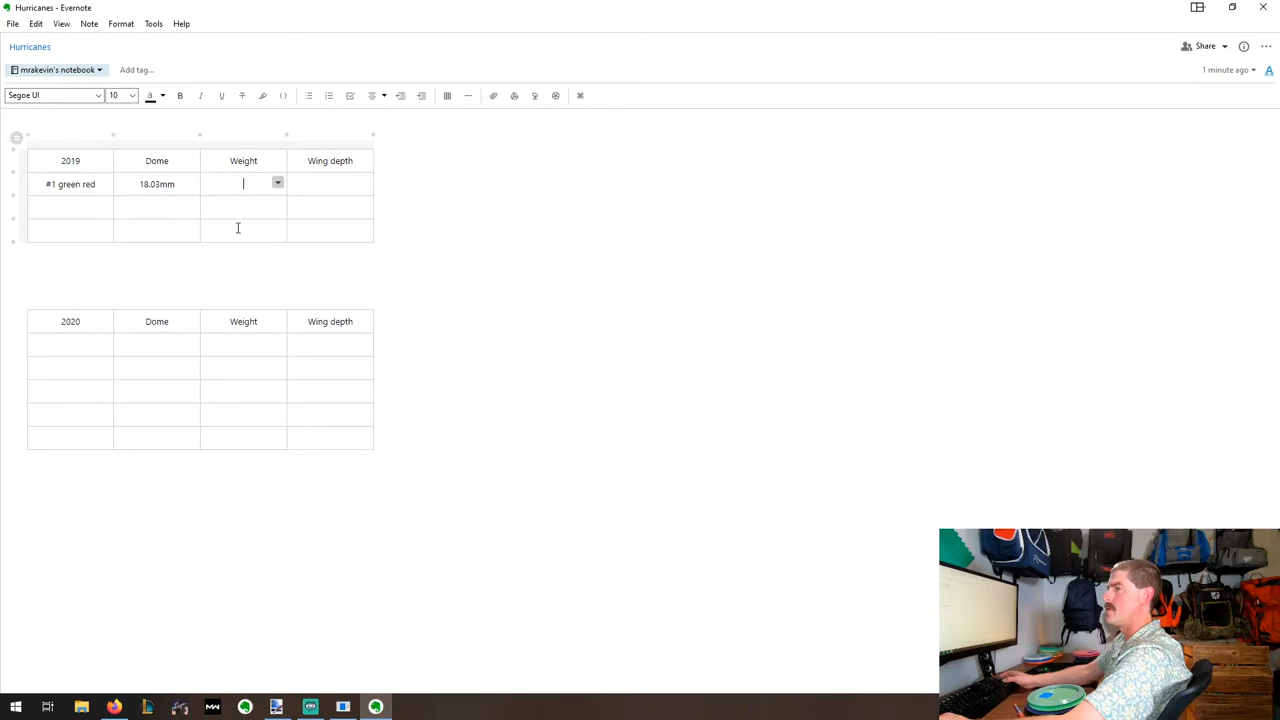 Hurricanes - Evernote
File Edit View Note Format Tools Help
Hurricanes
Share
mrakevin's notebook Add tag...
1 minute ago
Segoe UI 10 a B I U T
2019 Dome Weight Wing depth
#1 green red 18.03mm
2020 Dome Weight Wing depth